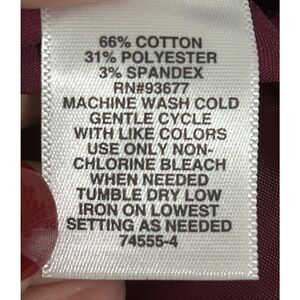 66% COTTON
31% POLYESTER
3% SPANDEX
RN#93677
MACHINE WASH COLD
GENTLE CYCLE
WITH LIKE COLORS
USE ONLY NON-
CHLORINE BLEACH
WHEN NEEDED
TUMBLE DRY LOW
IRON ON LOWEST
SETTING AS NEEDED
74555-4